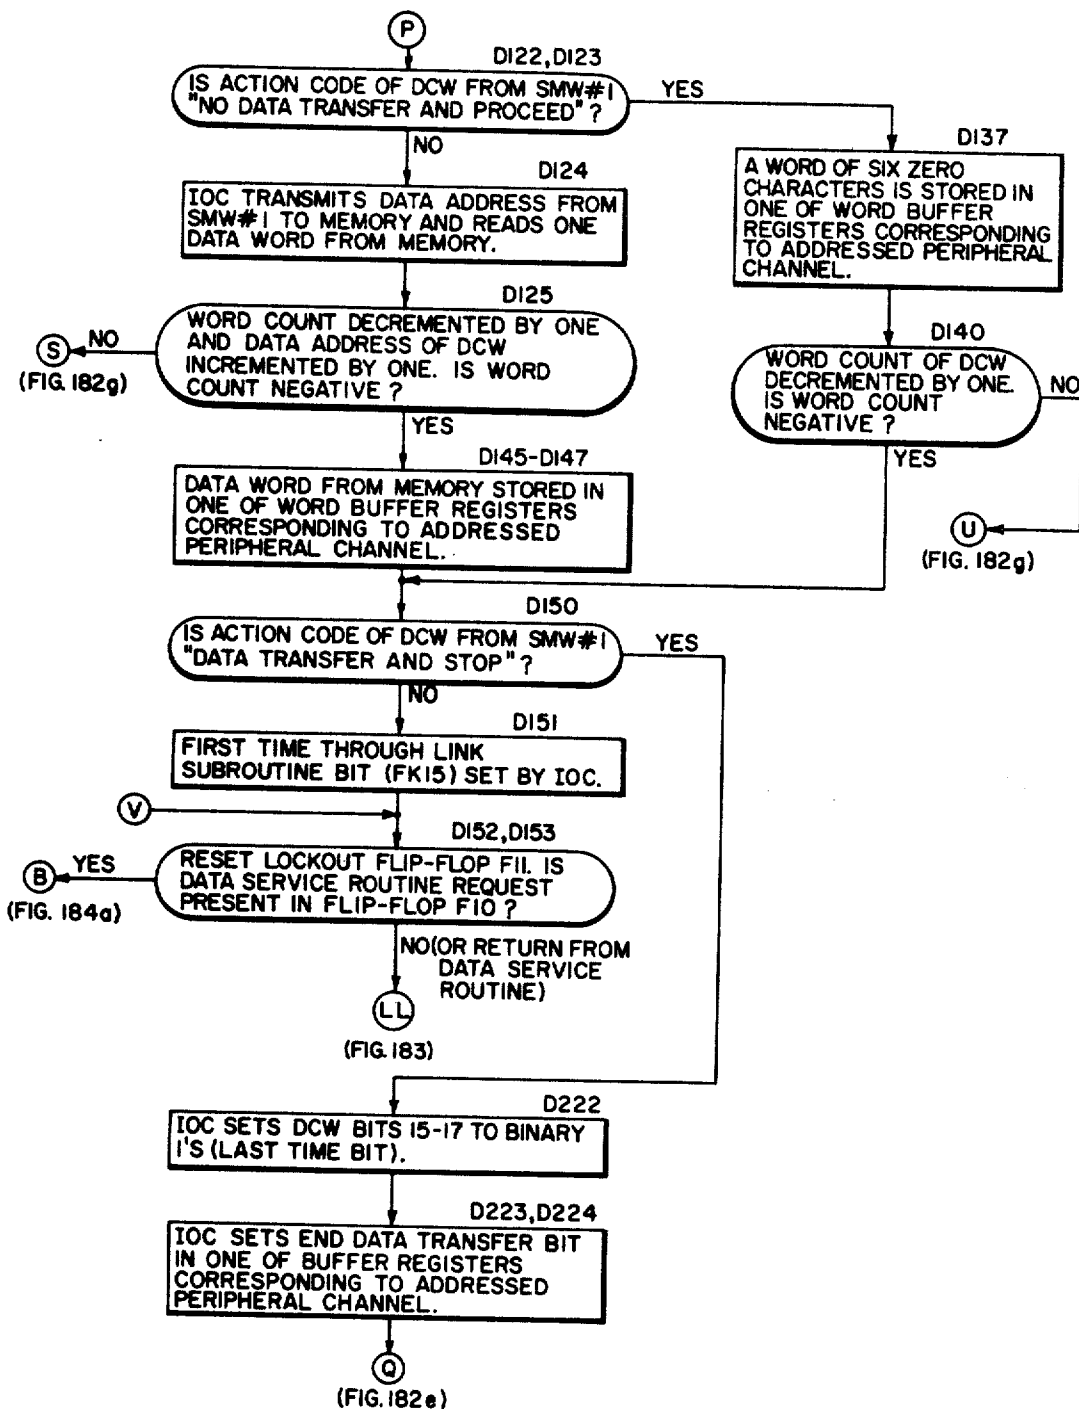 P
D122, D123
IS ACTION CODE OF DCW FROM SMW#1
"NO DATA TRANSFER AND PROCEED" ?
YES
NO
D137
A WORD OF SIX ZERO
CHARACTERS IS STORED IN
ONE OF WORD BUFFER
REGISTERS CORRESPONDING
TO ADDRESSED PERIPHERAL
CHANNEL.
D124
IOC TRANSMITS DATA ADDRESS FROM
SMW#1 TO MEMORY AND READS ONE
DATA WORD FROM MEMORY.
D125
WORD COUNT DECREMENTED BY ONE
AND DATA ADDRESS OF DCW
INCREMENTED BY ONE. IS WORD
COUNT NEGATIVE ?
NO
S
(FIG. 182g)
YES
D140
WORD COUNT OF DCW
DECREMENTED BY ONE.
IS WORD COUNT
NEGATIVE ?
NO
YES
U
(FIG. 182g)
D145-D147
DATA WORD FROM MEMORY STORED IN
ONE OF WORD BUFFER REGISTERS
CORRESPONDING TO ADDRESSED
PERIPHERAL CHANNEL.
D150
IS ACTION CODE OF DCW FROM SMW#1
"DATA TRANSFER AND STOP" ?
YES
NO
D151
FIRST TIME THROUGH LINK
SUBROUTINE BIT (FK15) SET BY IOC.
V
D152, D153
RESET LOCKOUT FLIP-FLOP F11. IS
DATA SERVICE ROUTINE REQUEST
PRESENT IN FLIP-FLOP F10 ?
YES
B
(FIG. 184a)
NO(OR RETURN FROM
DATA SERVICE
ROUTINE)
LL
(FIG. 183)
D222
IOC SETS DCW BITS 15-17 TO BINARY
1'S (LAST TIME BIT).
D223, D224
IOC SETS END DATA TRANSFER BIT
IN ONE OF BUFFER REGISTERS
CORRESPONDING TO ADDRESSED
PERIPHERAL CHANNEL.
Q
(FIG. 182e)